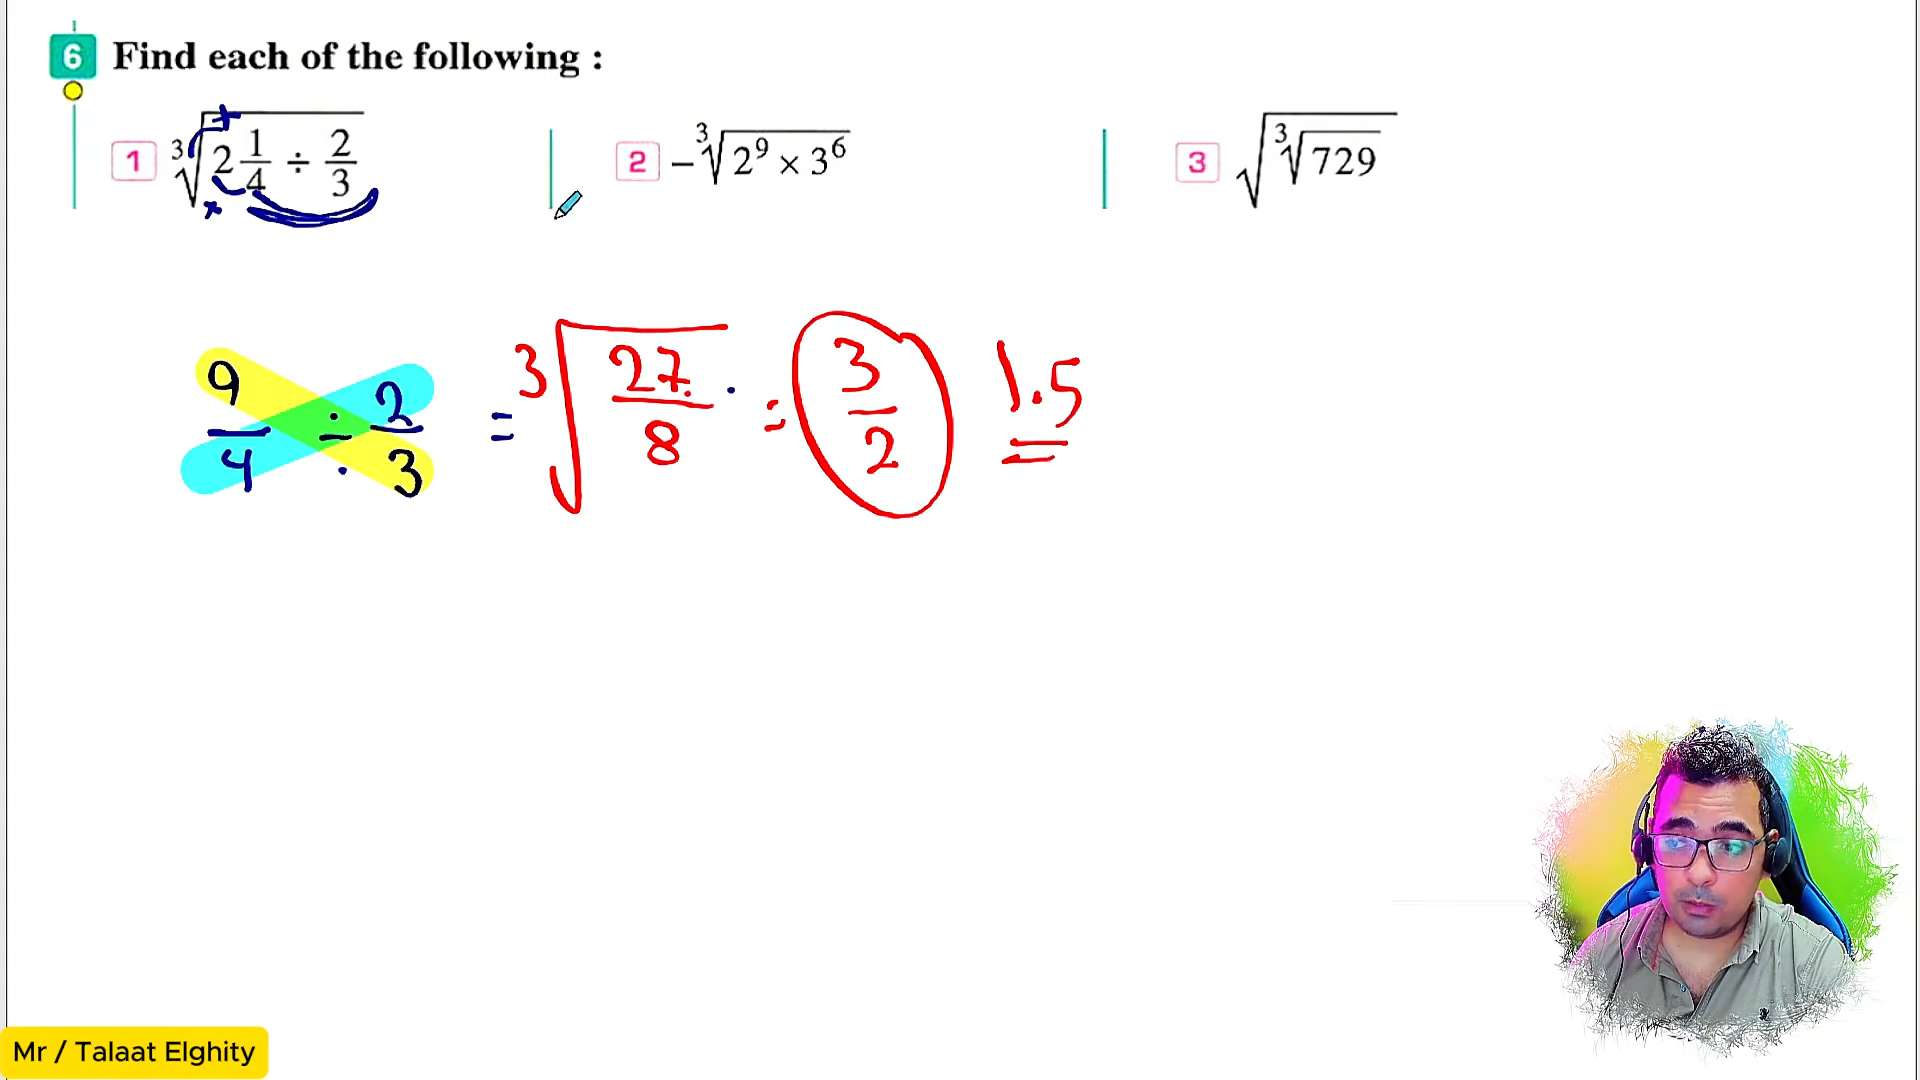 6 Find each of the following :
1 ∛(2 1/4 ÷ 2/3)
2 −∛(2⁹ × 3⁶)
3 √(∛729)
+
×
9/4 ÷ 2/3 = ∛(27/8) = 3/2 1.5
Mr / Talaat Elghity